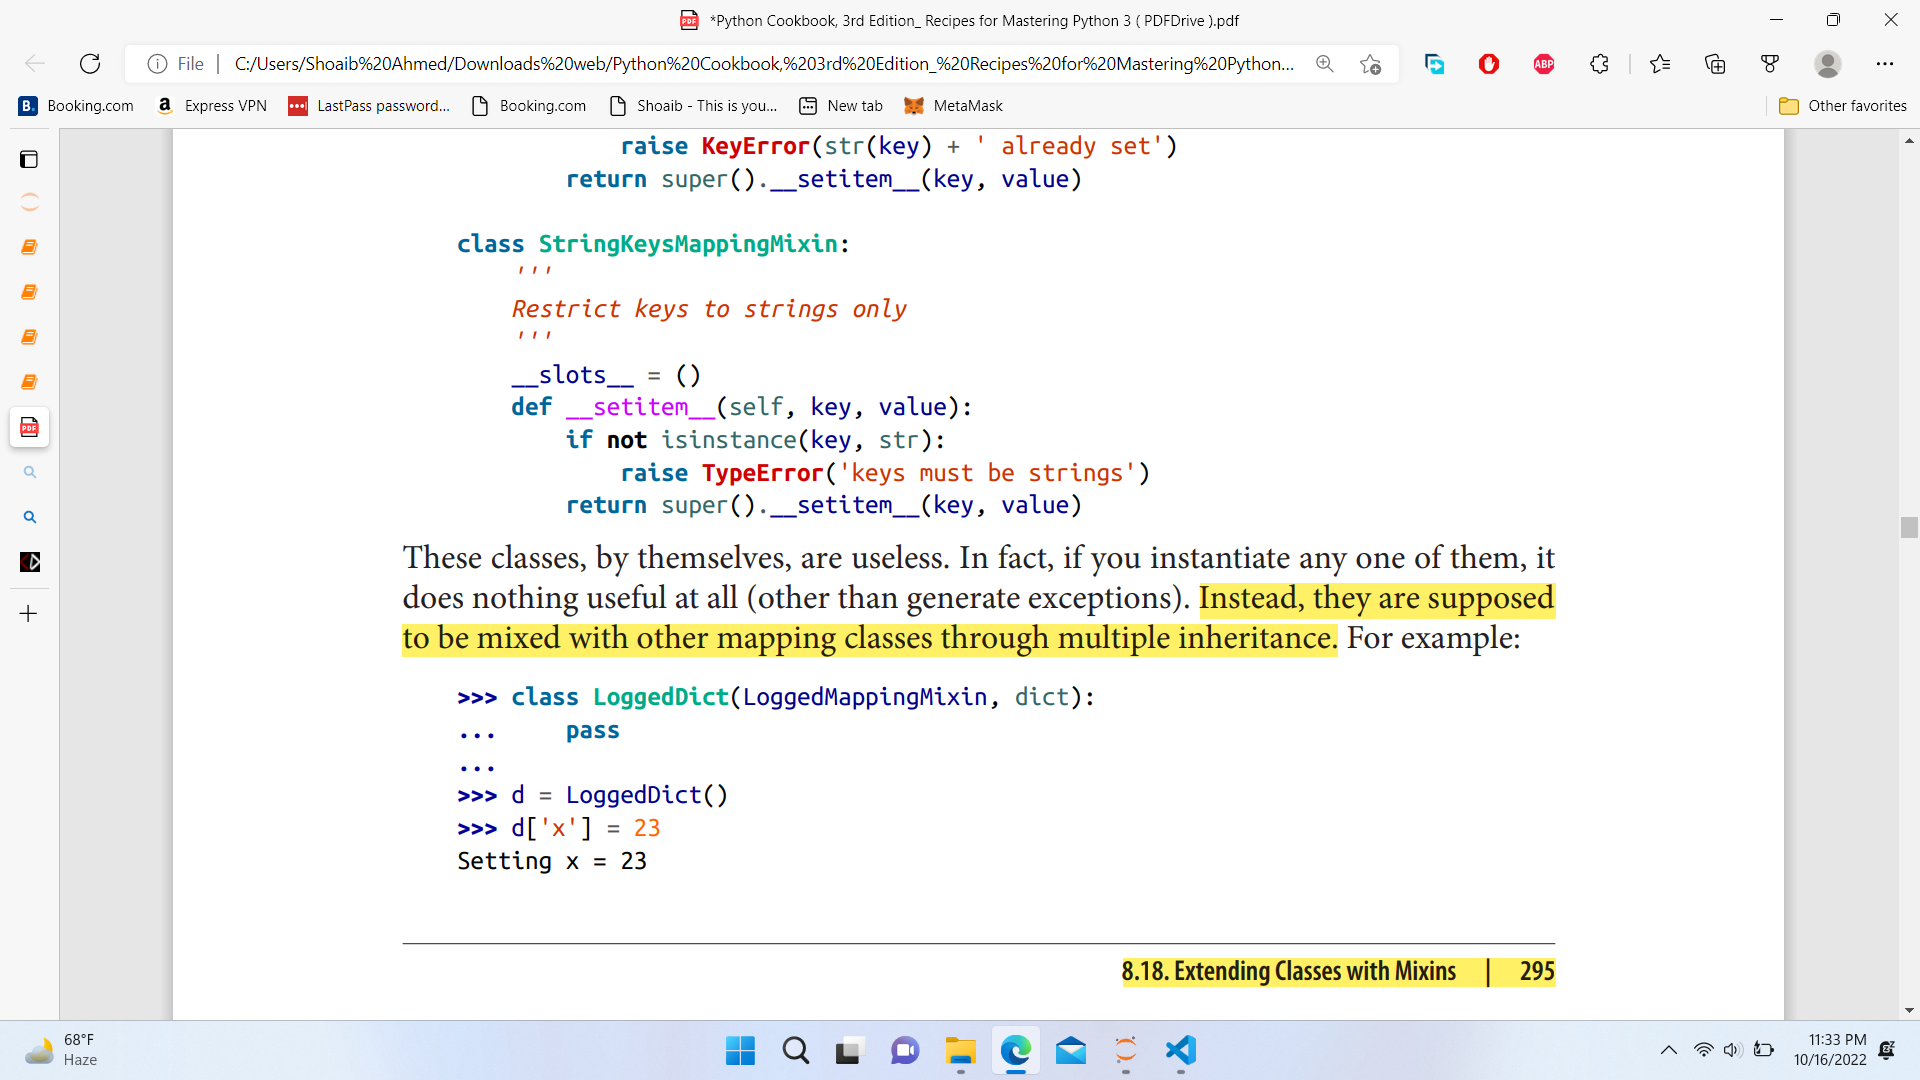 *Python Cookbook, 3rd Edition_ Recipes for Mastering Python 3 ( PDFDrive ).pdf
File | C:/Users/Shoaib%20Ahmed/Downloads%20web/Python%20Cookbook,%203rd%20Edition_%20Recipes%20for%20Mastering%20Python...
ABP
B. Booking.com a Express VPN LastPass password... Booking.com Shoaib - This is you... New tab MetaMask Other favorites
raise KeyError(str(key) + ' already set')
return super().__setitem__(key, value)
class StringKeysMappingMixin:
'''
Restrict keys to strings only
'''
__slots__ = ()
def __setitem__(self, key, value):
if not isinstance(key, str):
raise TypeError('keys must be strings')
return super().__setitem__(key, value)
PDF
These classes, by themselves, are useless. In fact, if you instantiate any one of them, it
does nothing useful at all (other than generate exceptions). Instead, they are supposed
to be mixed with other mapping classes through multiple inheritance. For example:
>>> class LoggedDict(LoggedMappingMixin, dict):
...     pass
...
>>> d = LoggedDict()
>>> d['x'] = 23
Setting x = 23
8.18. Extending Classes with Mixins | 295
68°F
Haze
11:33 PM
10/16/2022